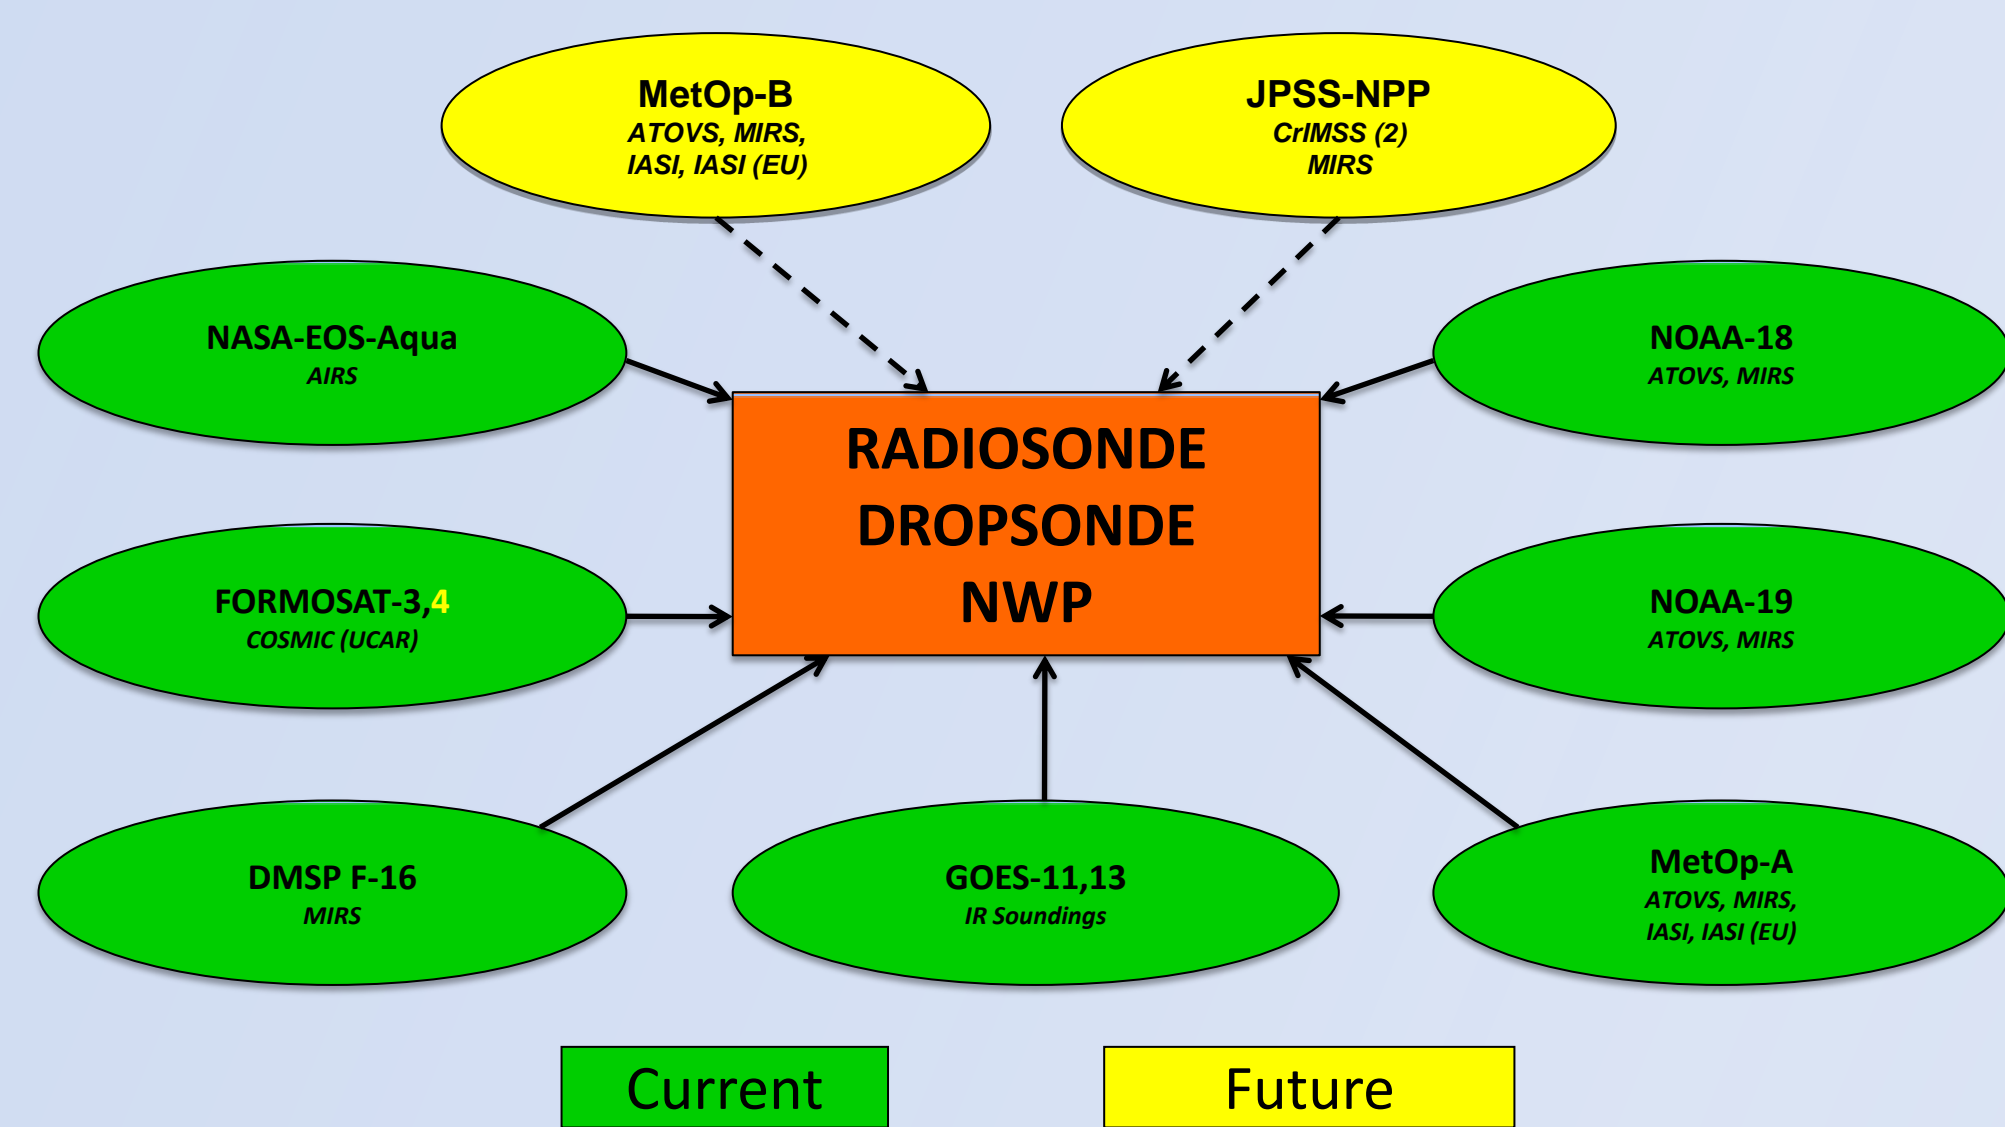 MetOp-B
ATOVS, MIRS,
IASI, IASI (EU)
JPSS-NPP
CrIMSS (2)
MIRS
NASA-EOS-Aqua
AIRS
NOAA-18
ATOVS, MIRS
RADIOSONDE
DROPSONDE
NWP
FORMOSAT-3,4
COSMIC (UCAR)
NOAA-19
ATOVS, MIRS
DMSP F-16
MIRS
GOES-11,13
IR Soundings
MetOp-A
ATOVS, MIRS,
IASI, IASI (EU)
Current
Future